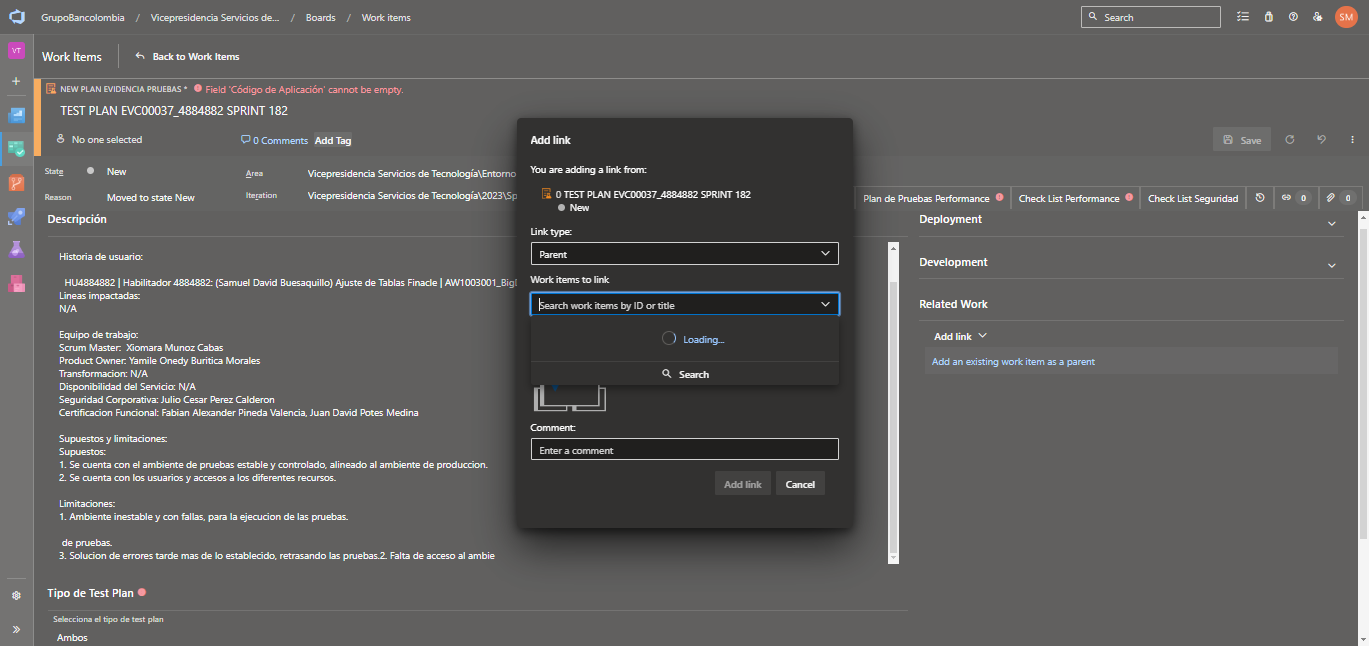 GrupoBancolombia / Vicepresidencia Servicios de... / Boards / Work items
Search
SM
VT
Work Items
Back to Work Items
NEW PLAN EVIDENCIA PRUEBAS *
Field 'Código de Aplicación' cannot be empty.
TEST PLAN EVC00037_4884882 SPRINT 182
No one selected
0 Comments
Add Tag
Save
State
New
Area
Vicepresidencia Servicios de Tecnología\Entorno
Reason
Moved to state New
Iteration
Vicepresidencia Servicios de Tecnología\2023\Sp
Plan de Pruebas Performance
Check List Performance
Check List Seguridad
0
0
Descripción
Historia de usuario:
HU4884882 | Habilitador 4884882: (Samuel David Buesaquillo) Ajuste de Tablas Finacle | AW1003001_Big
Lineas impactadas:
N/A
Equipo de trabajo:
Scrum Master: Xiomara Munoz Cabas
Product Owner: Yamile Onedy Buritica Morales
Transformacion: N/A
Disponibilidad del Servicio: N/A
Seguridad Corporativa: Julio Cesar Perez Calderon
Certificacion Funcional: Fabian Alexander Pineda Valencia, Juan David Potes Medina
Supuestos y limitaciones:
Supuestos:
1. Se cuenta con el ambiente de pruebas estable y controlado, alineado al ambiente de produccion.
2. Se cuenta con los usuarios y accesos a los diferentes recursos.
Limitaciones:
1. Ambiente inestable y con fallas, para la ejecucion de las pruebas.
de pruebas.
3. Solucion de errores tarde mas de lo establecido, retrasando las pruebas.2. Falta de acceso al ambie
Tipo de Test Plan
Selecciona el tipo de test plan
Ambos
Add link
You are adding a link from:
0 TEST PLAN EVC00037_4884882 SPRINT 182
New
Link type:
Parent
Work items to link
Search work items by ID or title
Loading...
Search
Comment:
Enter a comment
Add link
Cancel
Deployment
Development
Related Work
Add link
Add an existing work item as a parent